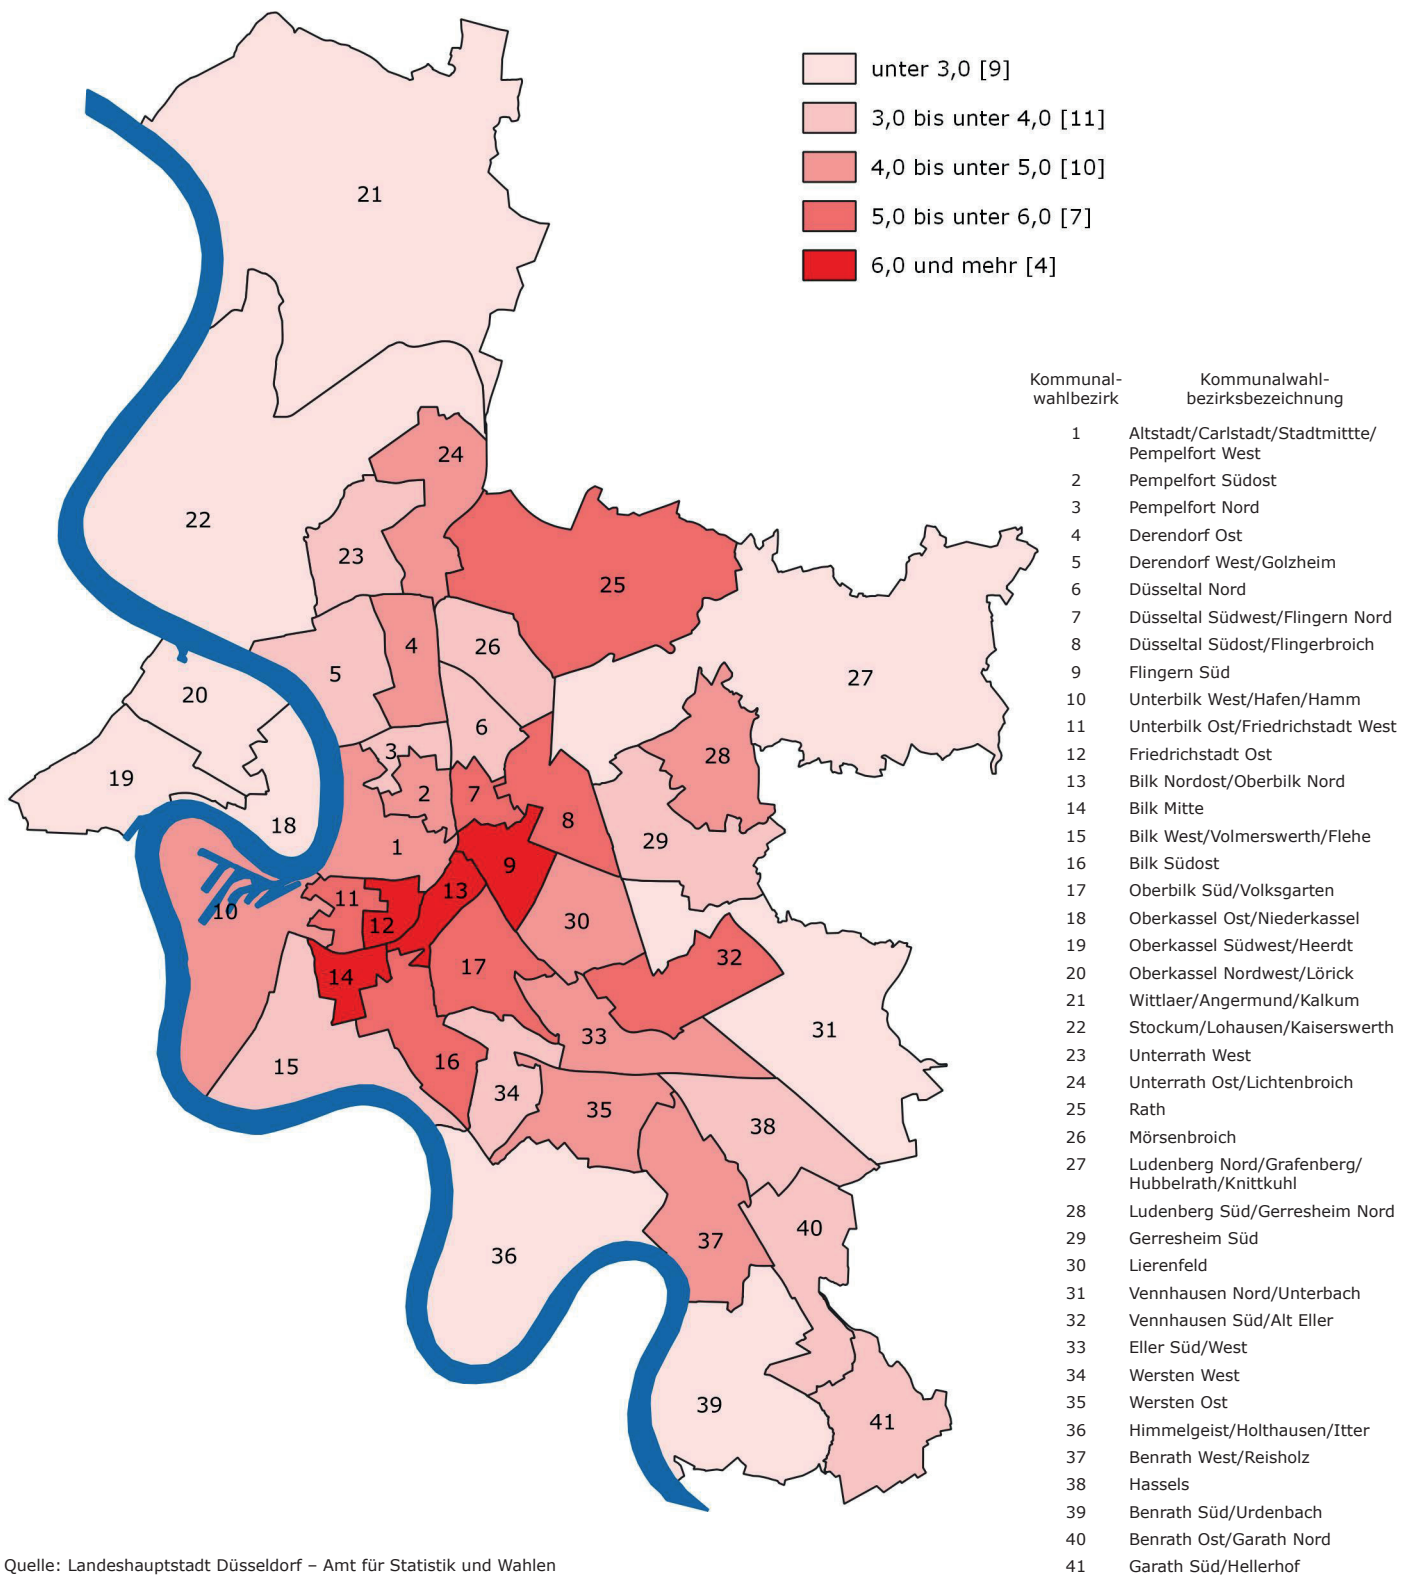 unter 3,0 [9]
3,0 bis unter 4,0 [11]
4,0 bis unter 5,0 [10]
5,0 bis unter 6,0 [7]
6,0 und mehr [4]
21
24
22
23
25
26
4
5
27
20
6
3
28
19
2
7
8
18
1
29
9
13
11
10
12
30
32
14
17
31
33
16
15
34
35
38
40
37
36
39
41
Kommunal-
wahlbezirk
Kommunalwahl-
bezirksbezeichnung
1 Altstadt/Carlstadt/Stadtmittte/
Pempelfort West
2 Pempelfort Südost
3 Pempelfort Nord
4 Derendorf Ost
5 Derendorf West/Golzheim
6 Düsseltal Nord
7 Düsseltal Südwest/Flingern Nord
8 Düsseltal Südost/Flingerbroich
9 Flingern Süd
10 Unterbilk West/Hafen/Hamm
11 Unterbilk Ost/Friedrichstadt West
12 Friedrichstadt Ost
13 Bilk Nordost/Oberbilk Nord
14 Bilk Mitte
15 Bilk West/Volmerswerth/Flehe
16 Bilk Südost
17 Oberbilk Süd/Volksgarten
18 Oberkassel Ost/Niederkassel
19 Oberkassel Südwest/Heerdt
20 Oberkassel Nordwest/Lörick
21 Wittlaer/Angermund/Kalkum
22 Stockum/Lohausen/Kaiserswerth
23 Unterrath West
24 Unterrath Ost/Lichtenbroich
25 Rath
26 Mörsenbroich
27 Ludenberg Nord/Grafenberg/
Hubbelrath/Knittkuhl
28 Ludenberg Süd/Gerresheim Nord
29 Gerresheim Süd
30 Lierenfeld
31 Vennhausen Nord/Unterbach
32 Vennhausen Süd/Alt Eller
33 Eller Süd/West
34 Wersten West
35 Wersten Ost
36 Himmelgeist/Holthausen/Itter
37 Benrath West/Reisholz
38 Hassels
39 Benrath Süd/Urdenbach
40 Benrath Ost/Garath Nord
41 Garath Süd/Hellerhof
Quelle: Landeshauptstadt Düsseldorf – Amt für Statistik und Wahlen